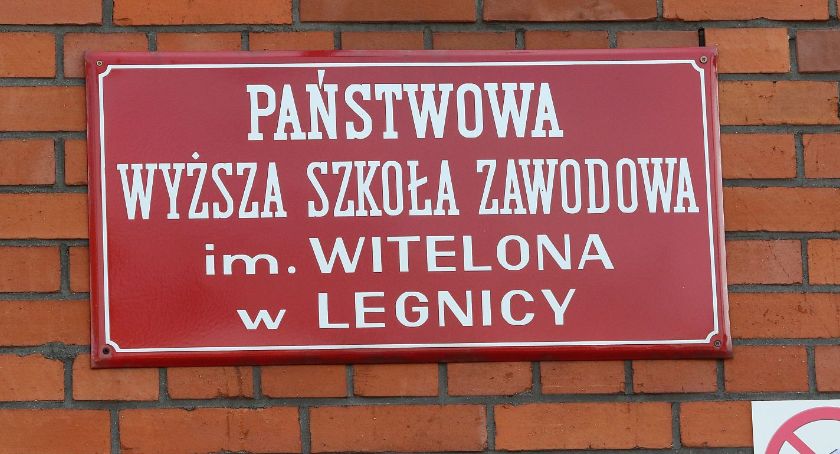 PAŃSTWOWA
WYŻSZA SZKOŁA ZAWODOWA
im. WITELONA
w LEGNICY